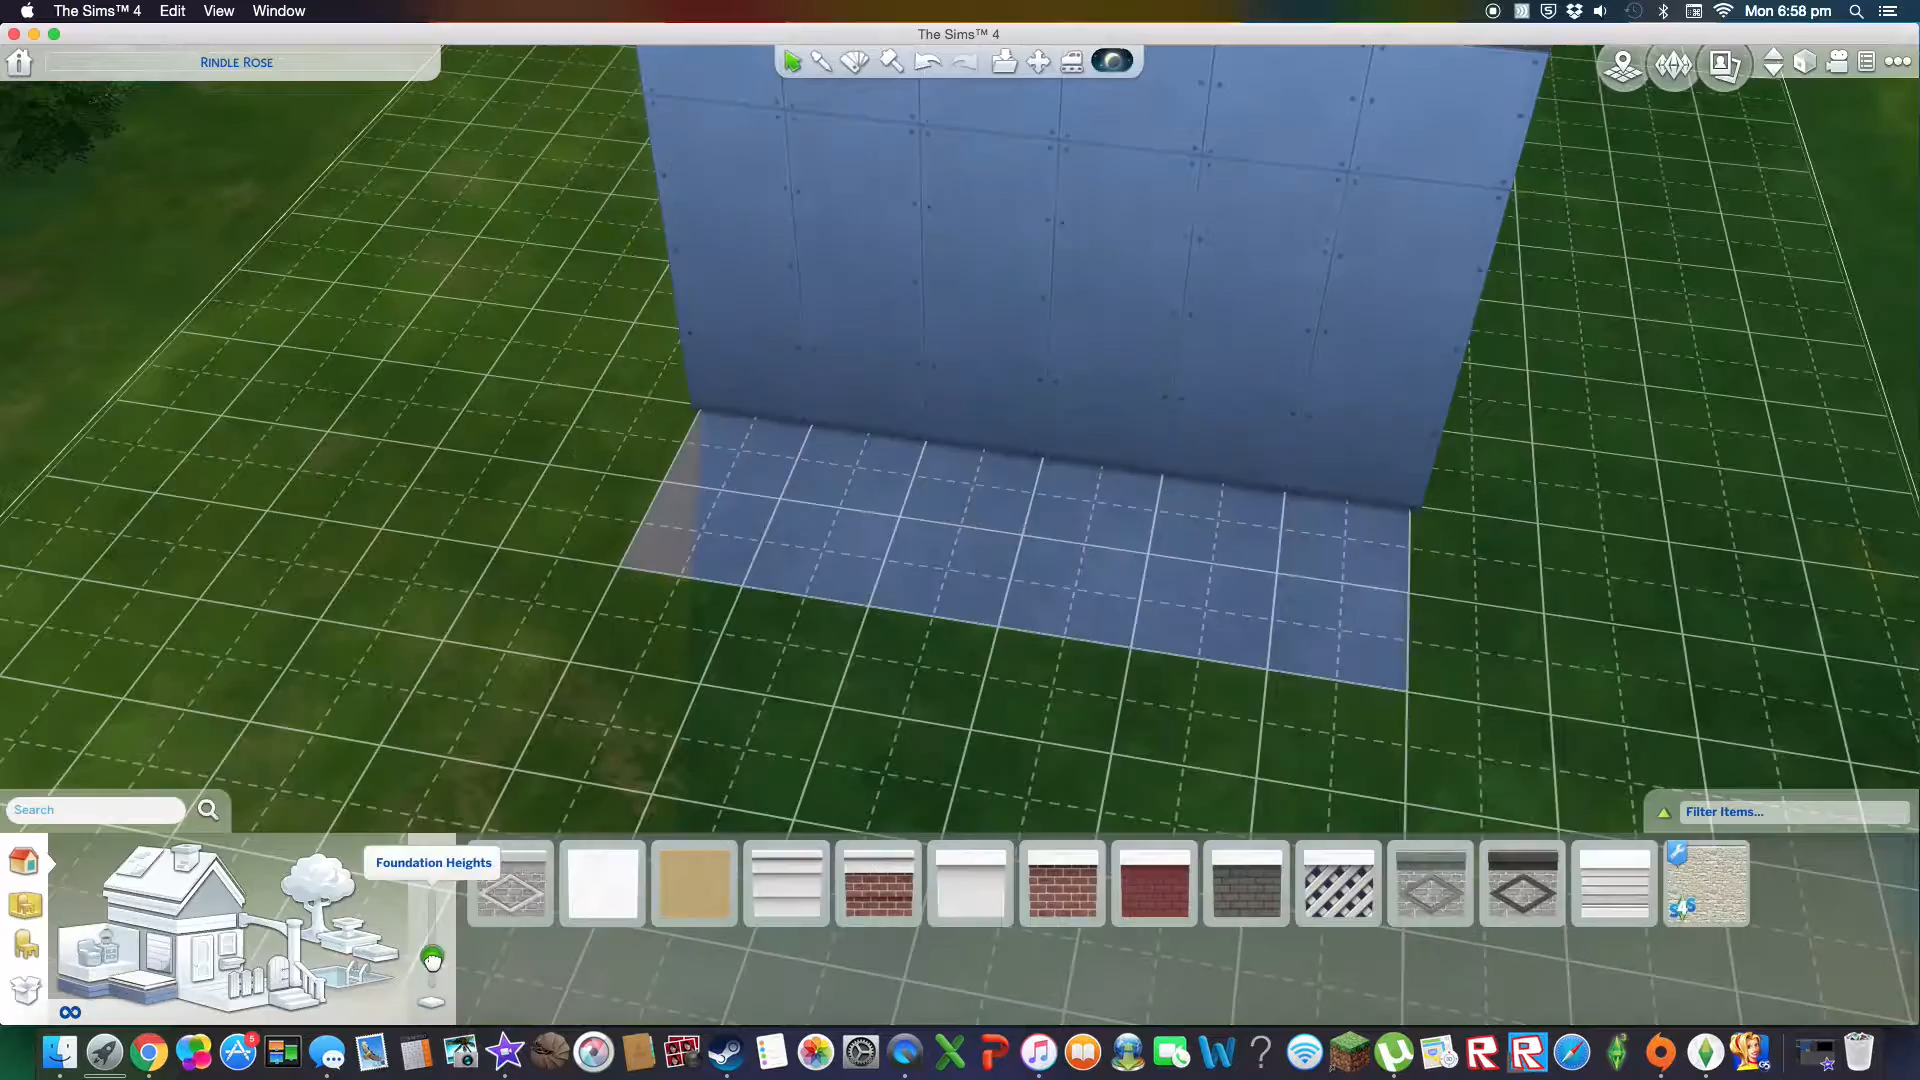 The Sims™ 4 Edit View Window
Mon 6:58 pm
The Sims™ 4
RINDLE ROSE
Search
Filter Items...
Foundation Heights